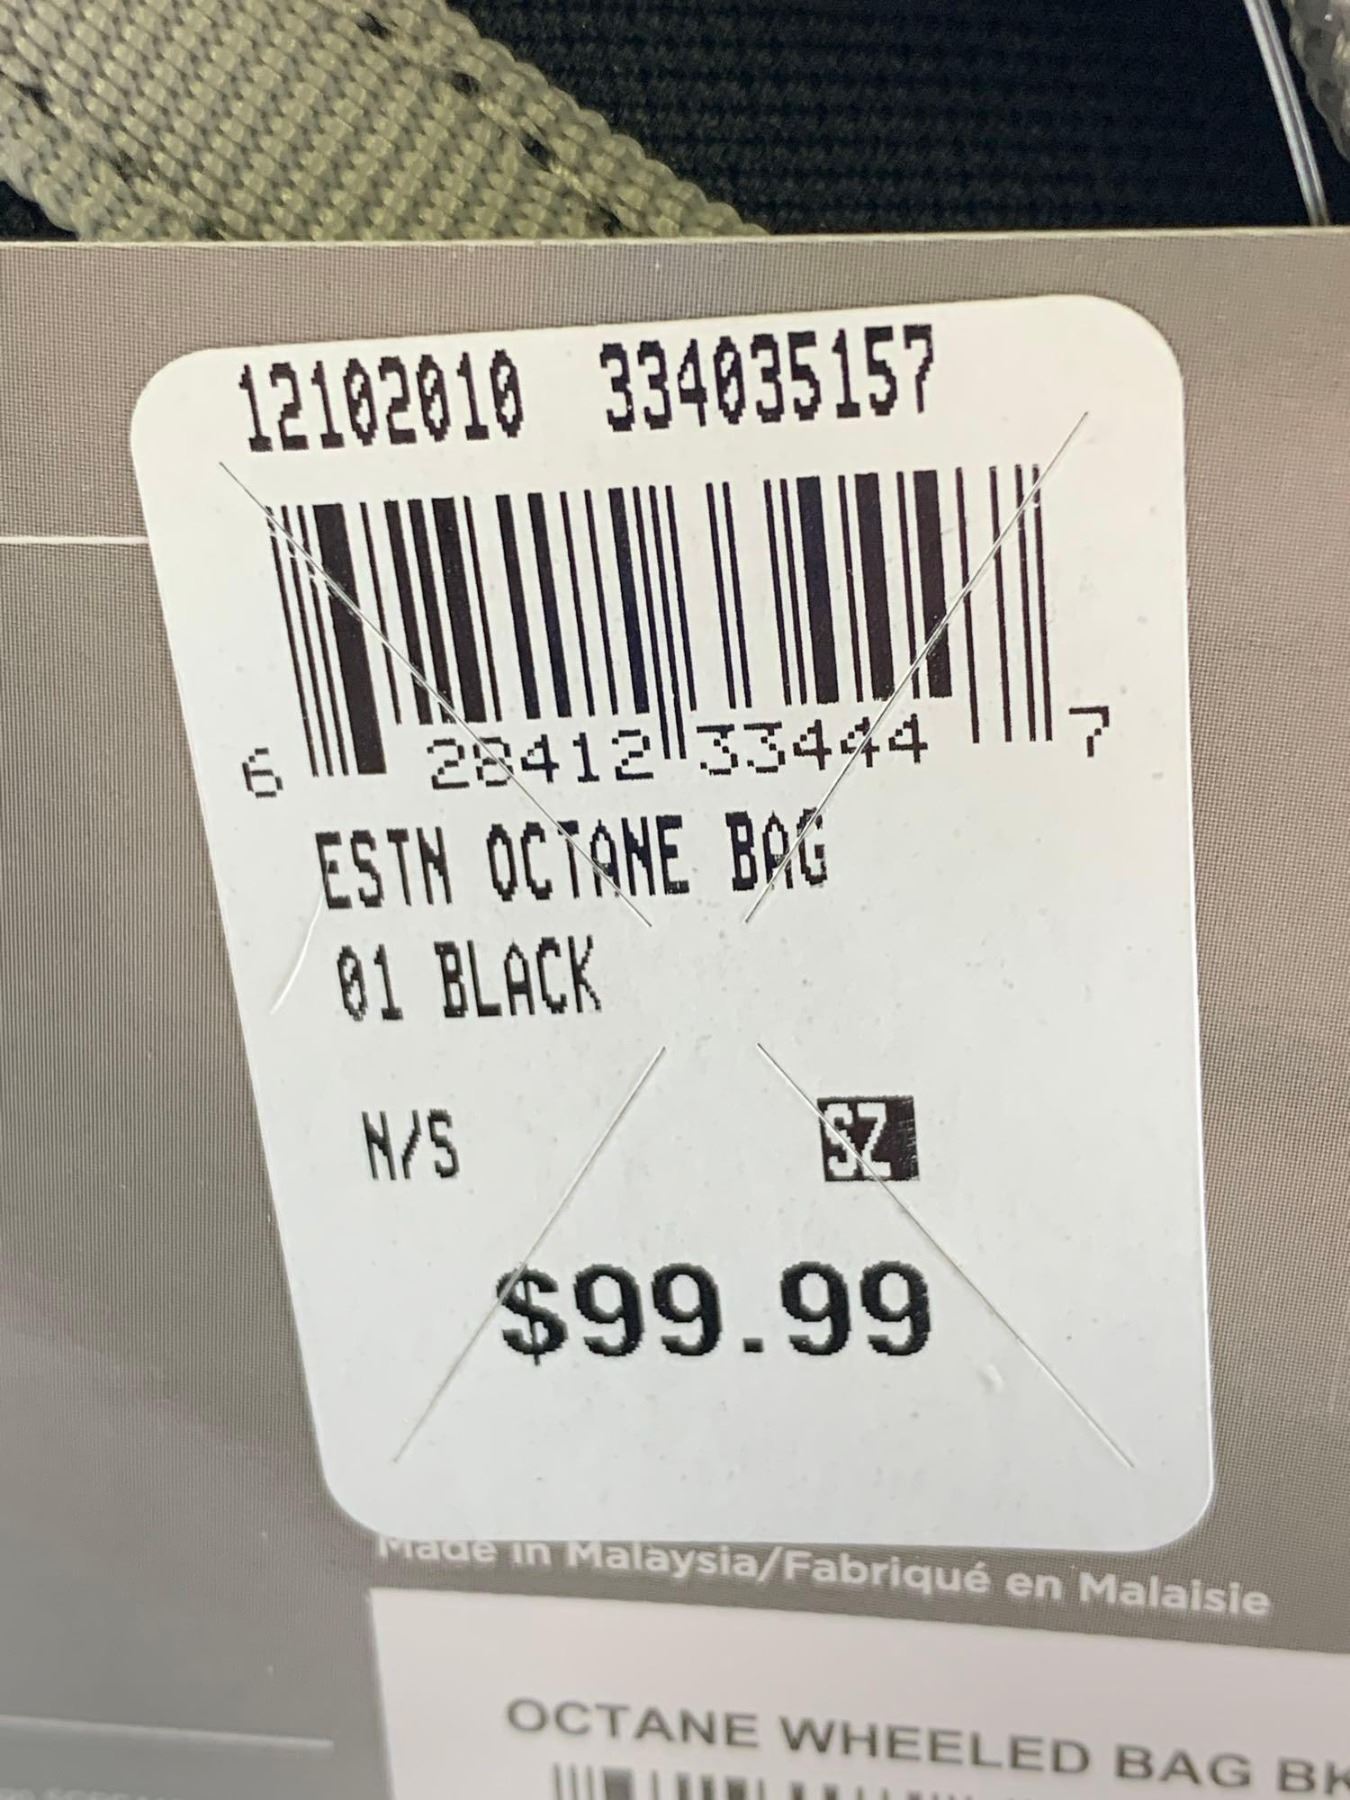 12102010 334035157
6 28412 33444 7
ESTN OCTANE BAG
01 BLACK
N/S SZ
$99.99
Made in Malaysia/Fabriqué en Malaisie
OCTANE WHEELED BAG BK